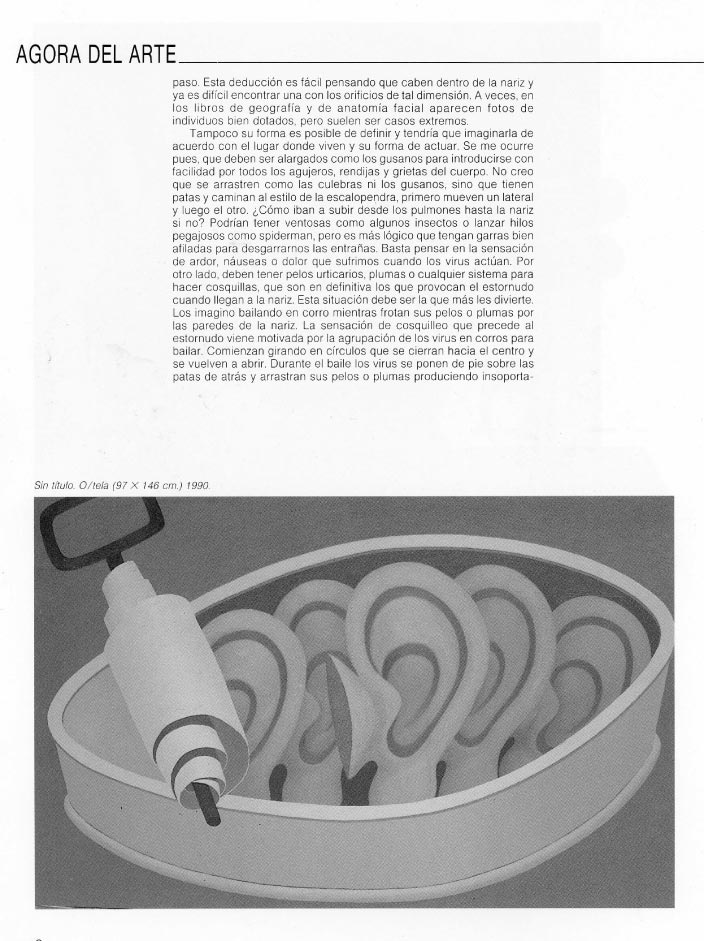 AGORA DEL ARTE
paso. Esta deducción es fácil pensando que caben dentro de la nariz y
ya es difícil encontrar una con los orificios de tal dimensión. A veces, en
los libros de geografía y de anatomía facial aparecen fotos de
individuos bien dotados, pero suelen ser casos extremos.
Tampoco su forma es posible de definir y tendría que imaginarla de
acuerdo con el lugar donde viven y su forma de actuar. Se me ocurre
pues, que deben ser alargados como los gusanos para introducirse con
facilidad por todos los agujeros, rendijas y grietas del cuerpo. No creo
que se arrastren como las culebras ni los gusanos, sino que tienen
patas y caminan al estilo de la escalopendra, primero mueven un lateral
y luego el otro. ¿Cómo iban a subir desde los pulmones hasta la nariz
si no? Podrían tener ventosas como algunos insectos o lanzar hilos
pegajosos como spiderman, pero es más lógico que tengan garras bien
afiladas para desgarrarnos las entrañas. Basta pensar en la sensación
de ardor, náuseas o dolor que sufrimos cuando los virus actúan. Por
otro lado, deben tener pelos urticarios, plumas o cualquier sistema para
hacer cosquillas, que son en definitiva los que provocan el estornudo
cuando llegan a la nariz. Esta situación debe ser la que más les divierte.
Los imagino bailando en corro mientras frotan sus pelos o plumas por
las paredes de la nariz. La sensación de cosquilleo que precede al
estornudo viene motivada por la agrupación de los virus en corros para
bailar. Comienzan girando en círculos que se cierran hacia el centro y
se vuelven a abrir. Durante el baile los virus se ponen de pie sobre las
patas de atrás y arrastran sus pelos o plumas produciendo insoporta-
Sin título. O/tela (97 X 146 cm.) 1990.